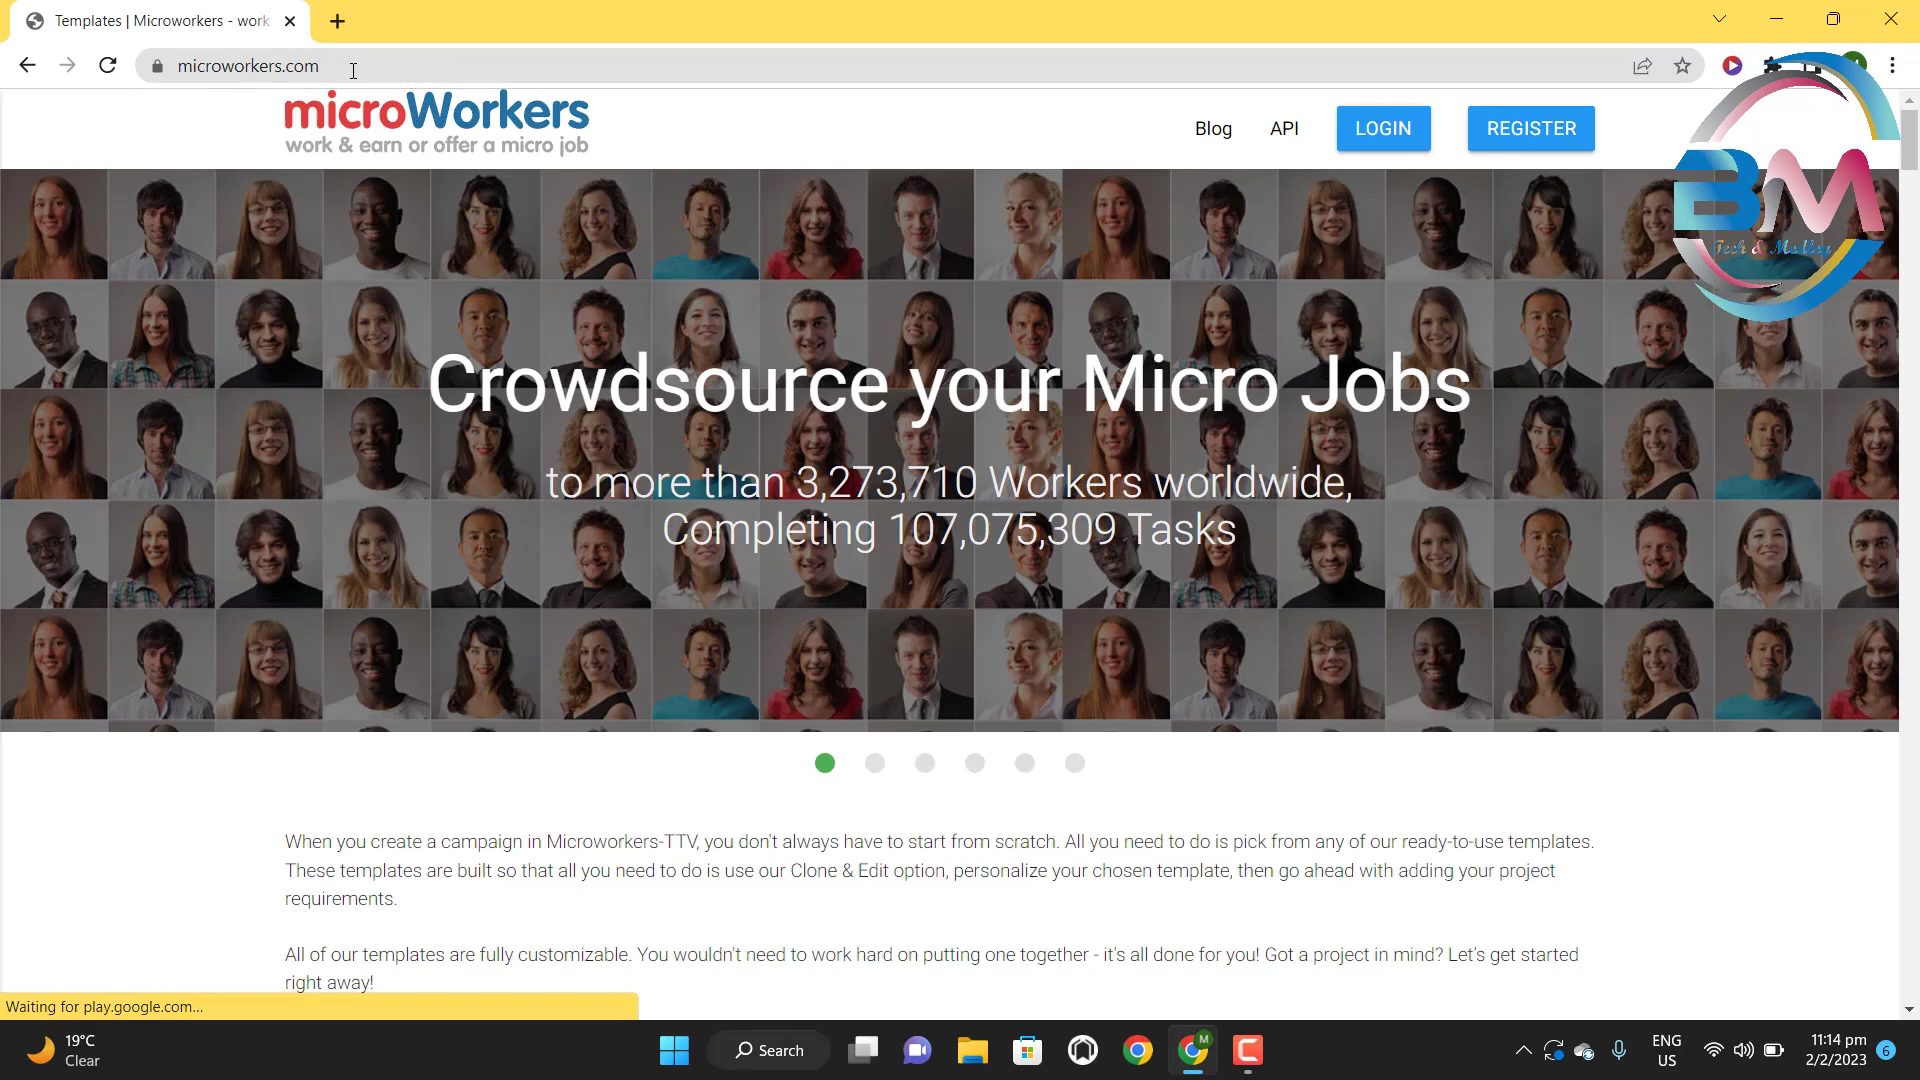 Templates | Microworkers - work
microworkers.com
microWorkers
work & earn or offer a micro job
Blog
API
LOGIN
REGISTER
BM
Tech & Master
Crowdsource your Micro Jobs
to more than 3,273,710 Workers worldwide,
Completing 107,075,309 Tasks
When you create a campaign in Microworkers-TTV, you don't always have to start from scratch. All you need to do is pick from any of our ready-to-use templates.
These templates are built so that all you need to do is use our Clone & Edit option, personalize your chosen template, then go ahead with adding your project
requirements.
All of our templates are fully customizable. You wouldn't need to work hard on putting one together - it's all done for you! Got a project in mind? Let's get started
right away!
Waiting for play.google.com...
19°C
Clear
Search
M
ENG
US
11:14 pm
2/2/2023
6